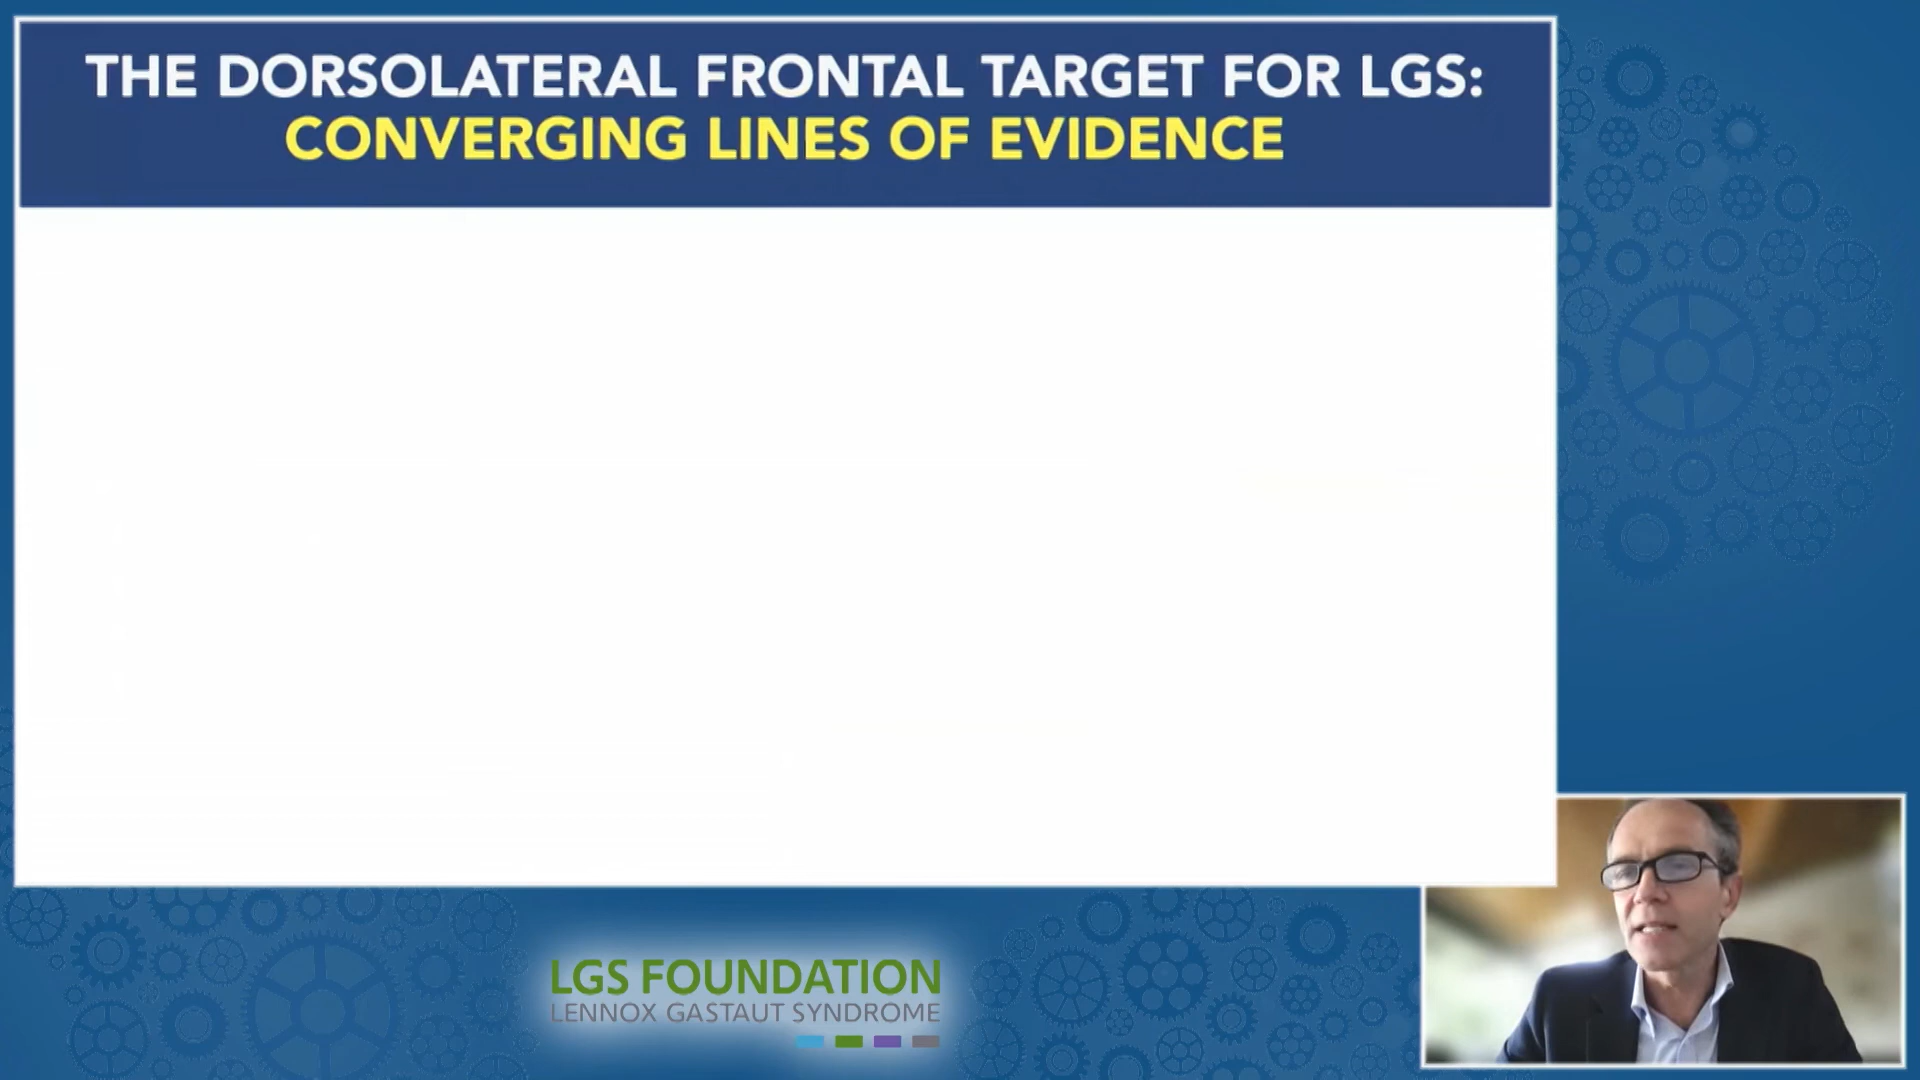 THE DORSOLATERAL FRONTAL TARGET FOR LGS:
CONVERGING LINES OF EVIDENCE
LGS FOUNDATION
LENNOX GASTAUT SYNDROME